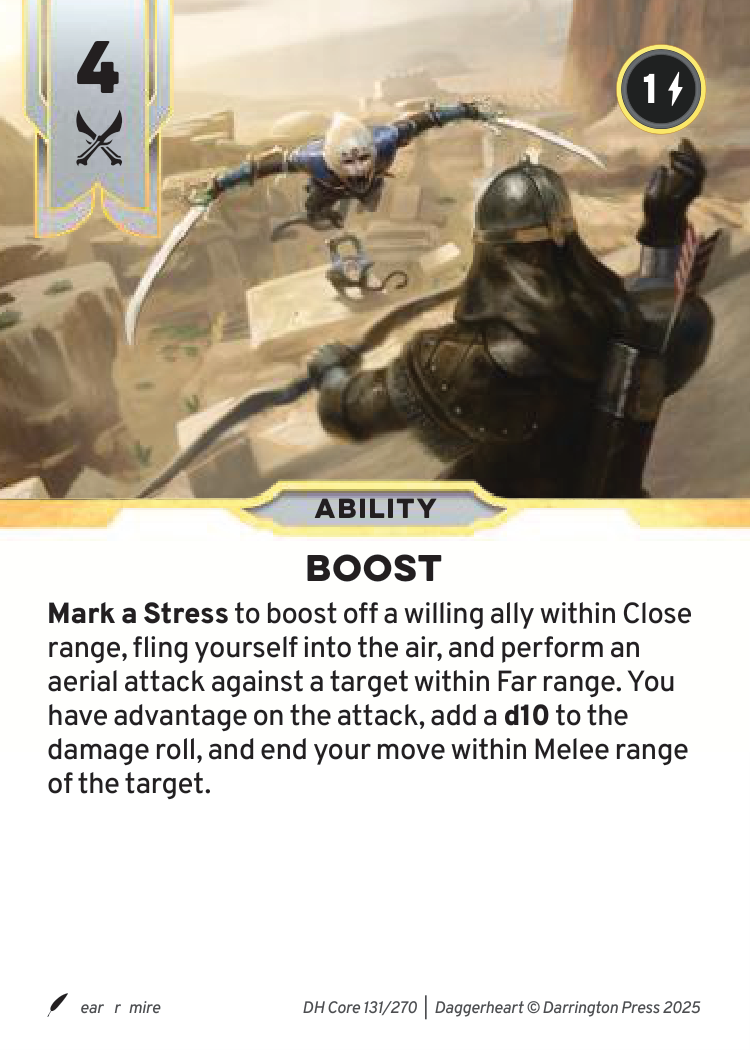 4
1
ABILITY
BOOST
Mark a Stress to boost off a willing ally within Close
range, fling yourself into the air, and perform an
aerial attack against a target within Far range. You
have advantage on the attack, add a d10 to the
damage roll, and end your move within Melee range
of the target.
ear r mire
DH Core 131/270 | Daggerheart © Darrington Press 2025